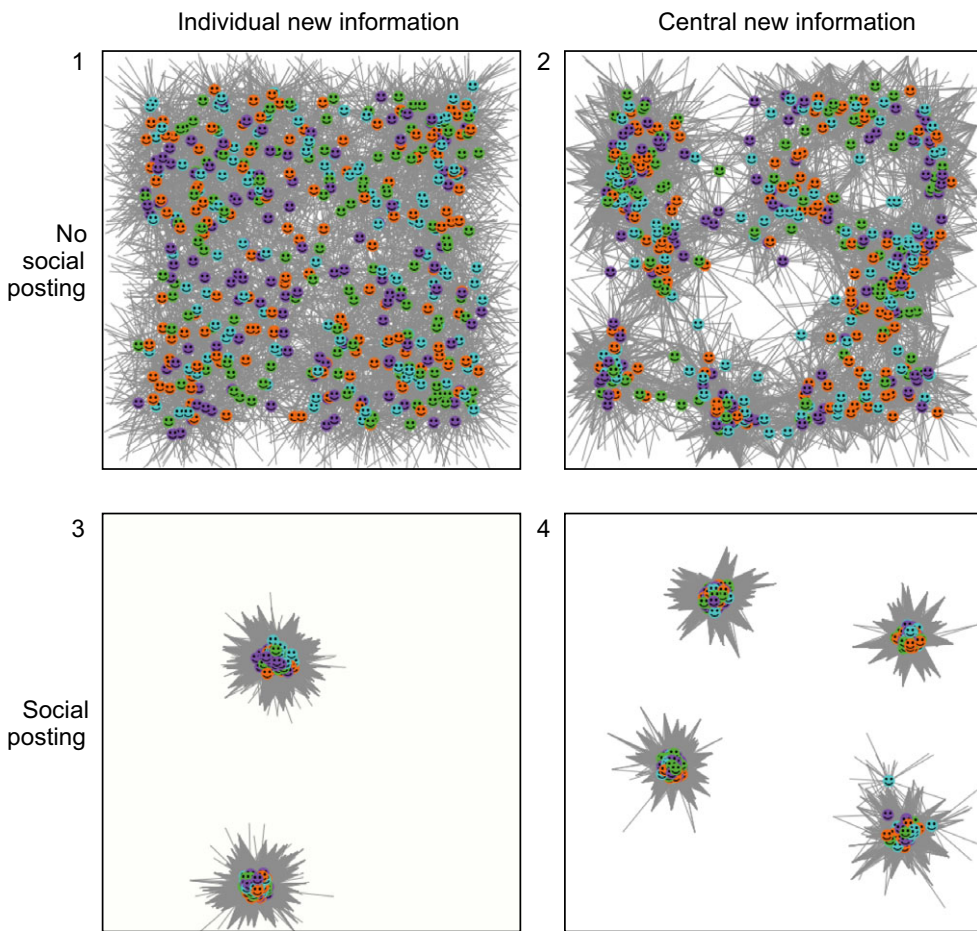 Individual new information
Central new information
1
2
No
social
posting
3
4
Social
posting